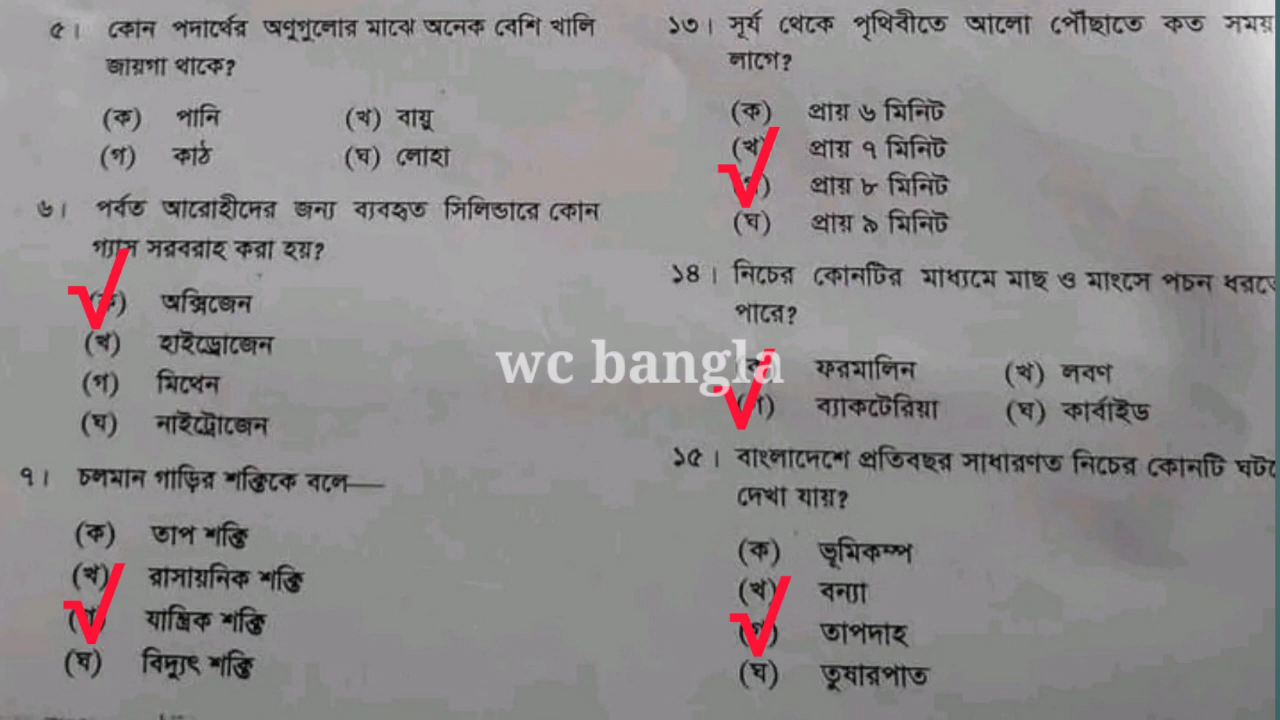 ৫। কোন পদার্থের অণুগুলোর মাঝে অনেক বেশি খালি
জায়গা থাকে?
(ক) পানি (খ) বায়ু
(গ) কাঠ (ঘ) লোহা
৬। পর্বত আরোহীদের জন্য ব্যবহৃত সিলিন্ডারে কোন
গ্যাস সরবরাহ করা হয়?
(ক) অক্সিজেন
(খ) হাইড্রোজেন
(গ) মিথেন
(ঘ) নাইট্রোজেন
৭। চলমান গাড়ির শক্তিকে বলে—
(ক) তাপ শক্তি
(খ) রাসায়নিক শক্তি
(গ) যান্ত্রিক শক্তি
(ঘ) বিদ্যুৎ শক্তি
১৩। সূর্য থেকে পৃথিবীতে আলো পৌঁছাতে কত সময়
লাগে?
(ক) প্রায় ৬ মিনিট
(খ) প্রায় ৭ মিনিট
(গ) প্রায় ৮ মিনিট
(ঘ) প্রায় ৯ মিনিট
১৪। নিচের কোনটির মাধ্যমে মাছ ও মাংসে পচন ধরতে
পারে?
(ক) ফরমালিন (খ) লবণ
(গ) ব্যাকটেরিয়া (ঘ) কার্বাইড
১৫। বাংলাদেশে প্রতিবছর সাধারণত নিচের কোনটি ঘটতে
দেখা যায়?
(ক) ভূমিকম্প
(খ) বন্যা
(গ) তাপদাহ
(ঘ) তুষারপাত
wc bangla